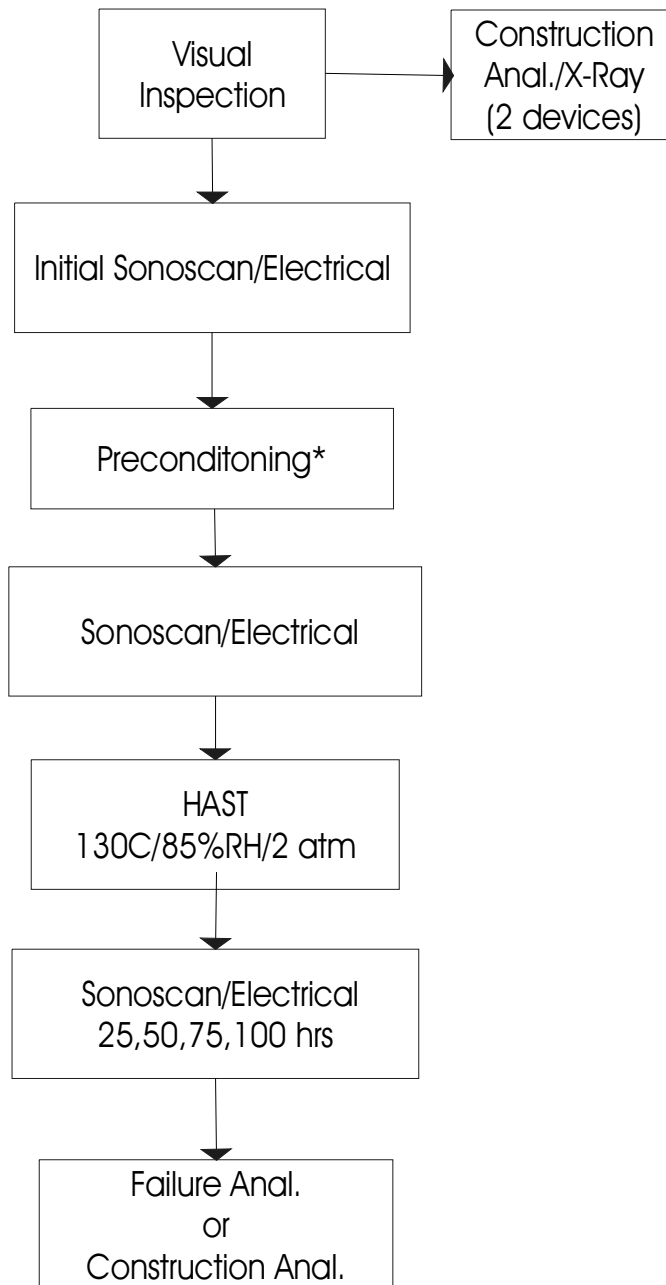 Visual
Inspection
Construction
Anal./X-Ray
(2 devices)
Initial Sonoscan/Electrical
Preconditoning*
Sonoscan/Electrical
HAST
130C/85%RH/2 atm
Sonoscan/Electrical
25,50,75,100 hrs
Failure Anal.
or
Construction Anal.